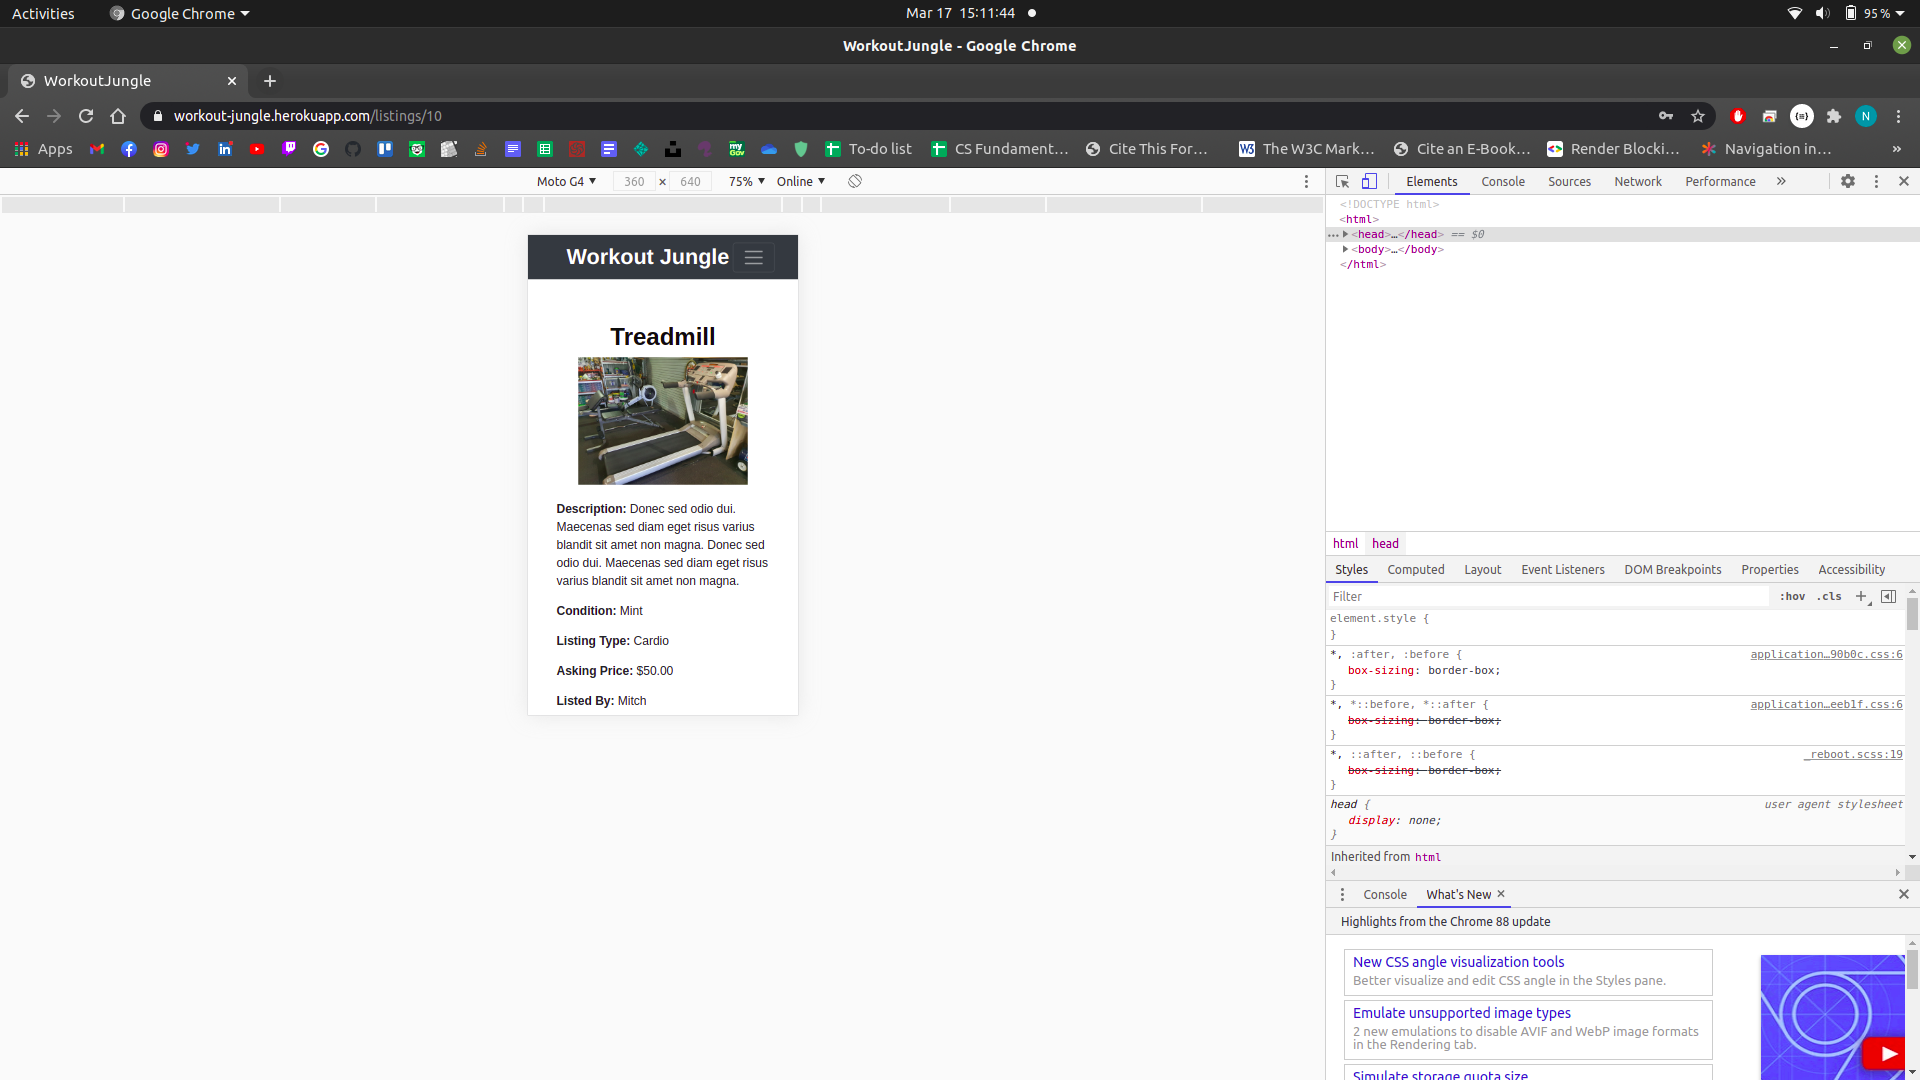 Activities
Google Chrome
Mar 17 15:11:44
95 %
WorkoutJungle - Google Chrome
WorkoutJungle
workout-jungle.herokuapp.com/listings/10
N
Apps
my
Gov
To-do list
CS Fundament…
Cite This For…
The W3C Mark…
Cite an E-Book…
Render Blocki…
Navigation in…
»
Moto G4 ▼
360 × 640
75% ▼
Online ▼
Elements
Console
Sources
Network
Performance
»
Workout Jungle
Treadmill
Description: Donec sed odio dui.
Maecenas sed diam eget risus varius
blandit sit amet non magna. Donec sed
odio dui. Maecenas sed diam eget risus
varius blandit sit amet non magna.
Condition: Mint
Listing Type: Cardio
Asking Price: $50.00
Listed By: Mitch
<!DOCTYPE html>
<html>
… ▶<head>…</head> == $0
▶<body>…</body>
</html>
html
head
Styles
Computed
Layout
Event Listeners
DOM Breakpoints
Properties
Accessibility
Filter
:hov
.cls
+
element.style {
}
*, :after, :before {
application…90b0c.css:6
box-sizing: border-box;
}
*, *::before, *::after {
application…eeb1f.css:6
box-sizing: border-box;
}
*, ::after, ::before {
_reboot.scss:19
box-sizing: border-box;
}
head {
user agent stylesheet
display: none;
}
Inherited from html
Console
What's New ×
Highlights from the Chrome 88 update
New CSS angle visualization tools
Better visualize and edit CSS angle in the Styles pane.
Emulate unsupported image types
2 new emulations to disable AVIF and WebP image formats
in the Rendering tab.
Simulate storage quota size